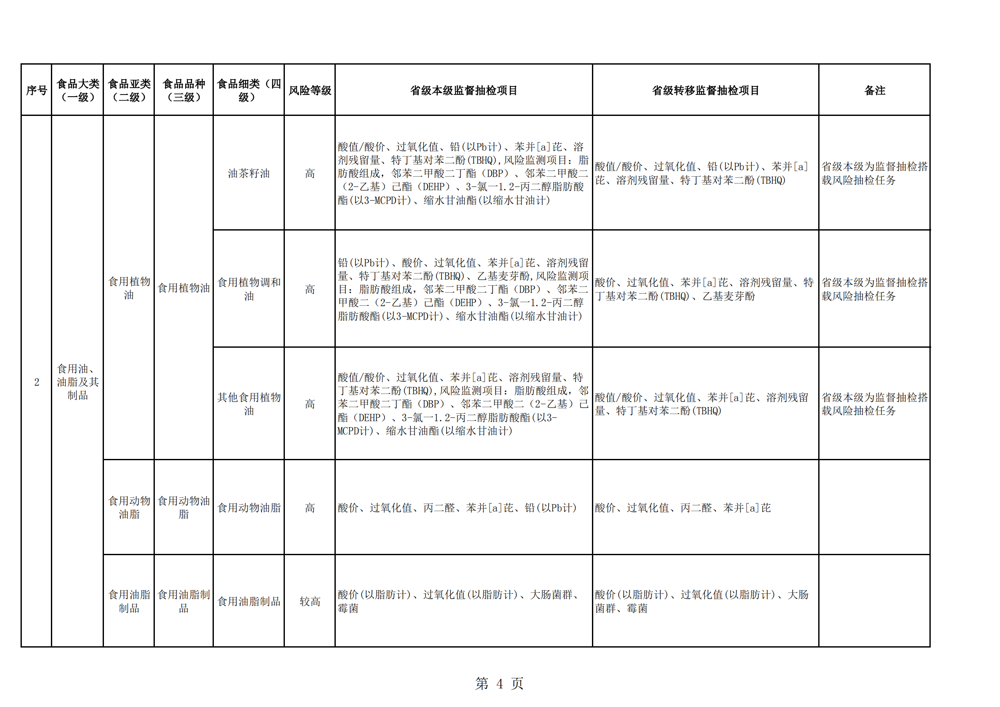 序号
食品大类
（一级）
食品亚类
（二级）
食品品种
（三级）
食品细类（四
级）
风险等级
省级本级监督抽检项目
省级转移监督抽检项目
备注
2
食用油、
油脂及其
制品
食用植物
油
食用植物油
油茶籽油
高
酸值/酸价、过氧化值、铅(以Pb计)、苯并[a]芘、溶
剂残留量、特丁基对苯二酚(TBHQ),风险监测项目：脂
肪酸组成，邻苯二甲酸二丁酯（DBP）、邻苯二甲酸二
（2-乙基）己酯（DEHP）、3-氯一1.2-丙二醇脂肪酸
酯(以3-MCPD计)、缩水甘油酯(以缩水甘油计)
酸值/酸价、过氧化值、铅(以Pb计)、苯并[a]
芘、溶剂残留量、特丁基对苯二酚(TBHQ)
省级本级为监督抽检搭
载风险抽检任务
食用植物调和
油
高
铅(以Pb计)、酸价、过氧化值、苯并[a]芘、溶剂残留
量、特丁基对苯二酚(TBHQ)、乙基麦芽酚,风险监测项
目：脂肪酸组成，邻苯二甲酸二丁酯（DBP）、邻苯二
甲酸二（2-乙基）己酯（DEHP）、3-氯一1.2-丙二醇
脂肪酸酯(以3-MCPD计)、缩水甘油酯(以缩水甘油计)
酸价、过氧化值、苯并[a]芘、溶剂残留量、特
丁基对苯二酚(TBHQ)、乙基麦芽酚
省级本级为监督抽检搭
载风险抽检任务
其他食用植物
油
高
酸值/酸价、过氧化值、苯并[a]芘、溶剂残留量、特
丁基对苯二酚(TBHQ),风险监测项目：脂肪酸组成，邻
苯二甲酸二丁酯（DBP）、邻苯二甲酸二（2-乙基）己
酯（DEHP）、3-氯一1.2-丙二醇脂肪酸酯(以3-
MCPD计)、缩水甘油酯(以缩水甘油计)
酸值/酸价、过氧化值、苯并[a]芘、溶剂残留
量、特丁基对苯二酚(TBHQ)
省级本级为监督抽检搭
载风险抽检任务
食用动物
油脂
食用动物油
脂
食用动物油脂
高
酸价、过氧化值、丙二醛、苯并[a]芘、铅(以Pb计)
酸价、过氧化值、丙二醛、苯并[a]芘
食用油脂
制品
食用油脂制
品
食用油脂制品
较高
酸价(以脂肪计)、过氧化值(以脂肪计)、大肠菌群、
霉菌
酸价(以脂肪计)、过氧化值(以脂肪计)、大肠
菌群、霉菌
第 4 页